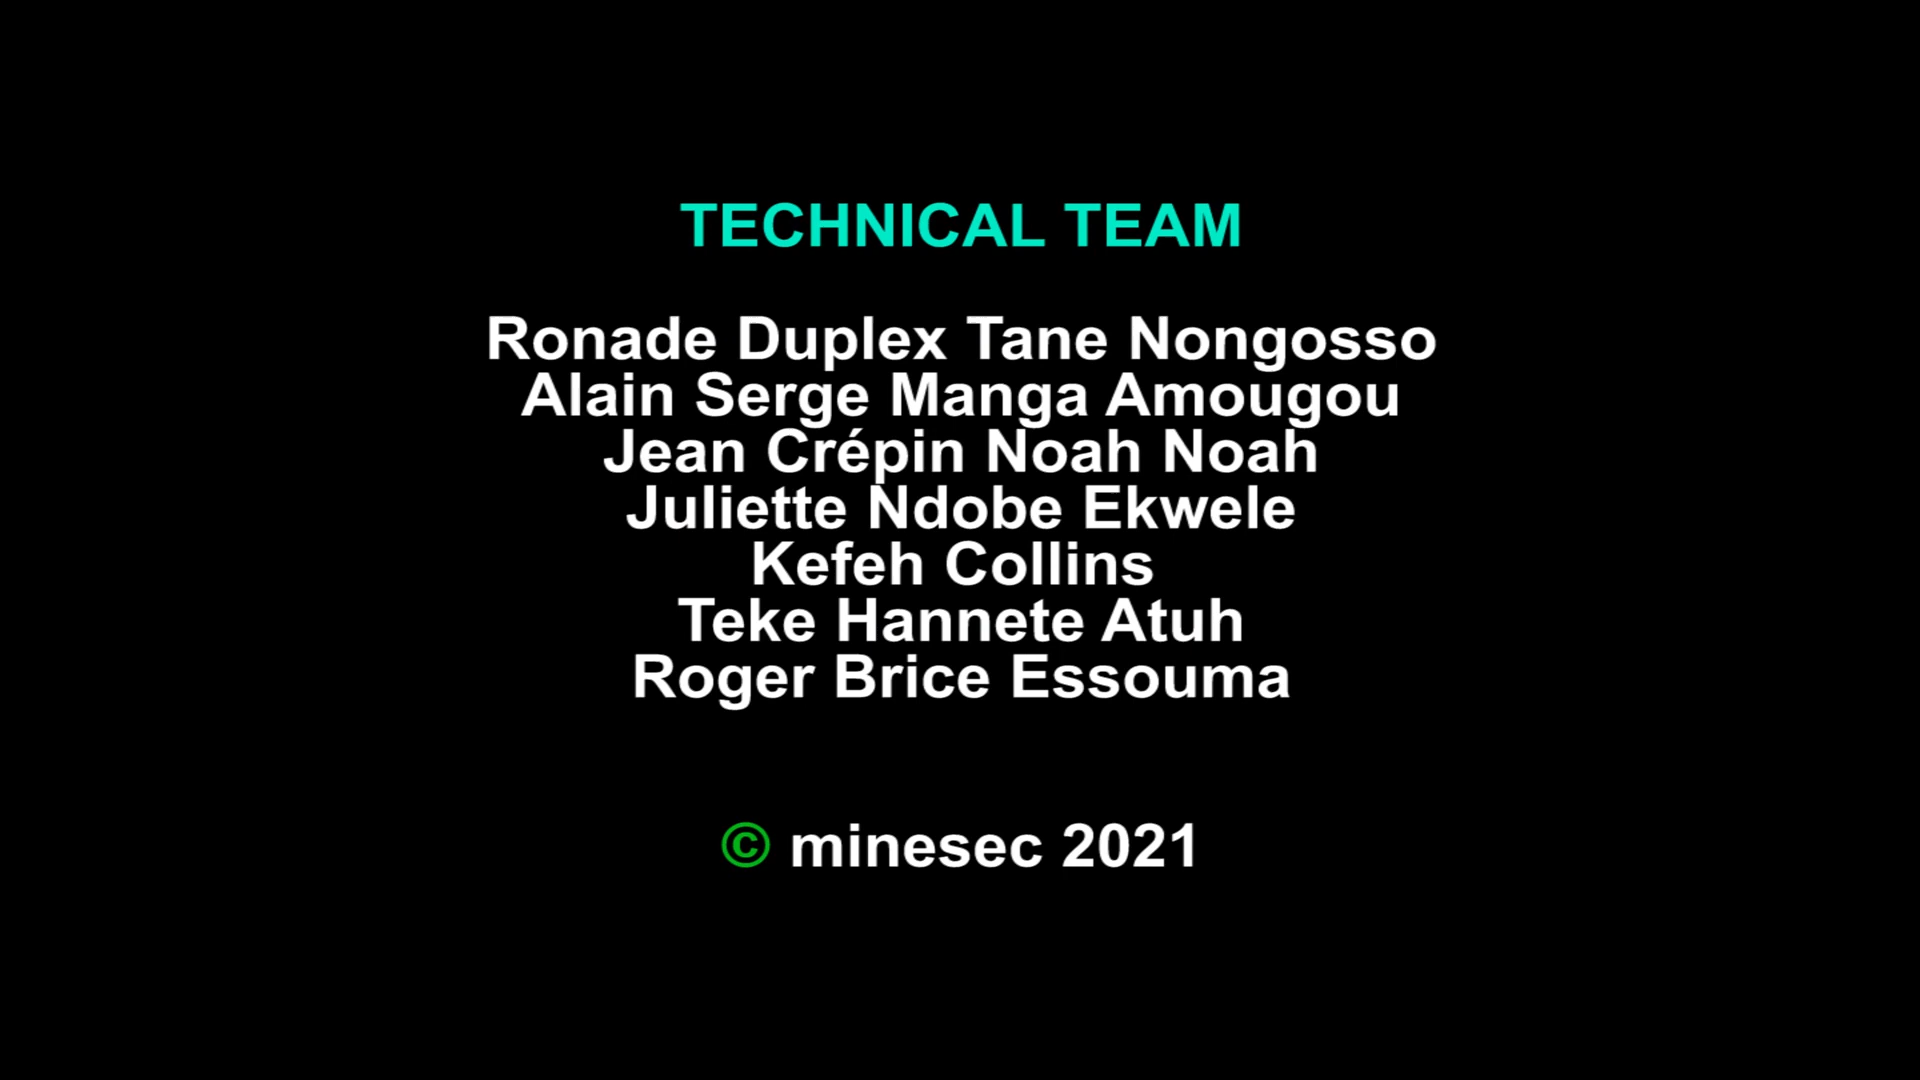 TECHNICAL TEAM
Ronade Duplex Tane Nongosso
Alain Serge Manga Amougou
Jean Crépin Noah Noah
Juliette Ndobe Ekwele
Kefeh Collins
Teke Hannete Atuh
Roger Brice Essouma
© minesec 2021